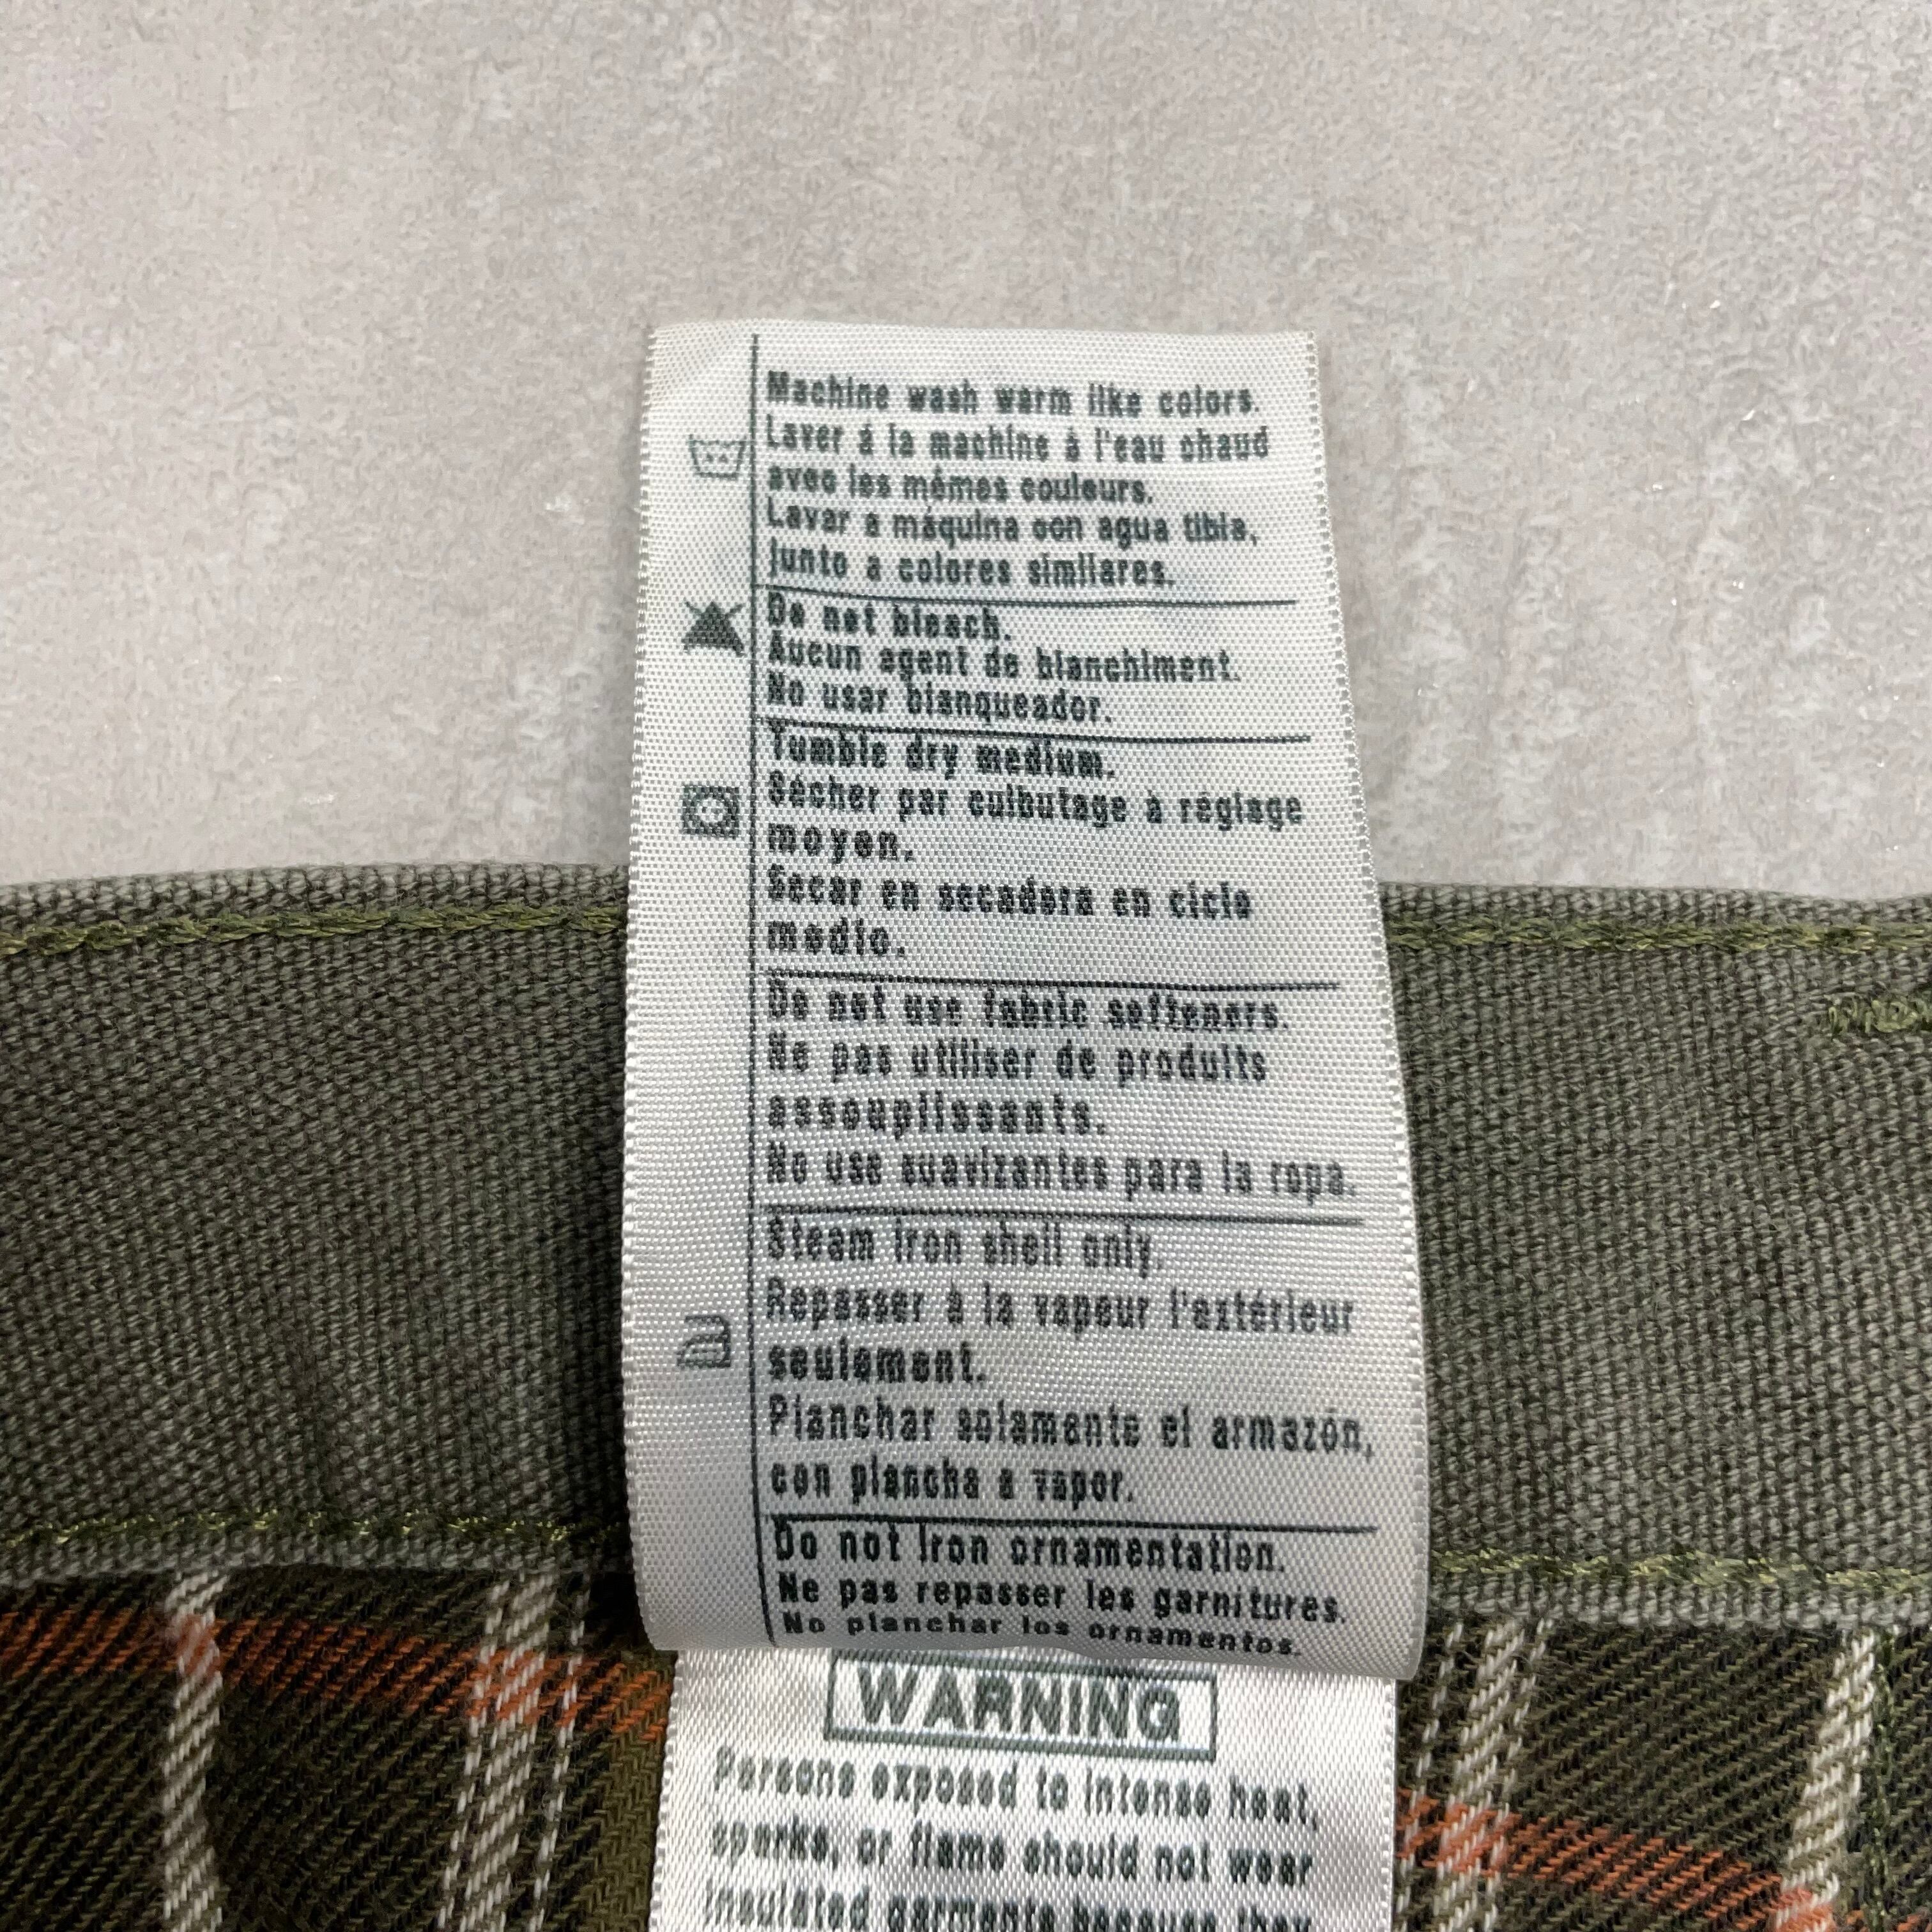 Machine wash warm like colors.
Laver á la machine à l'eau chaud
avec les mêmes couleurs.
Lavar a máquina con agua tibia,
junto a colores similares.
Do not bleach.
Aucun agent de blanchiment.
No usar blanqueador.
Tumble dry medium.
Sécher par culbutage à réglage
moyen.
Secar en secadora en ciclo
medio.
Do not use fabric softeners.
Ne pas utiliser de produits
assouplissants.
No use suavizantes para la ropa.
Steam iron shell only.
Repasser à la vapeur l'extérieur
seulement.
Planchar solamente el armazón,
con plancha a vapor.
Do not iron ornamentation.
Ne pas repasser les garnitures.
No planchar los ornamentos.
WARNING
Persons exposed to intense heat,
sparks, or flame should not wear
insulated garments because they